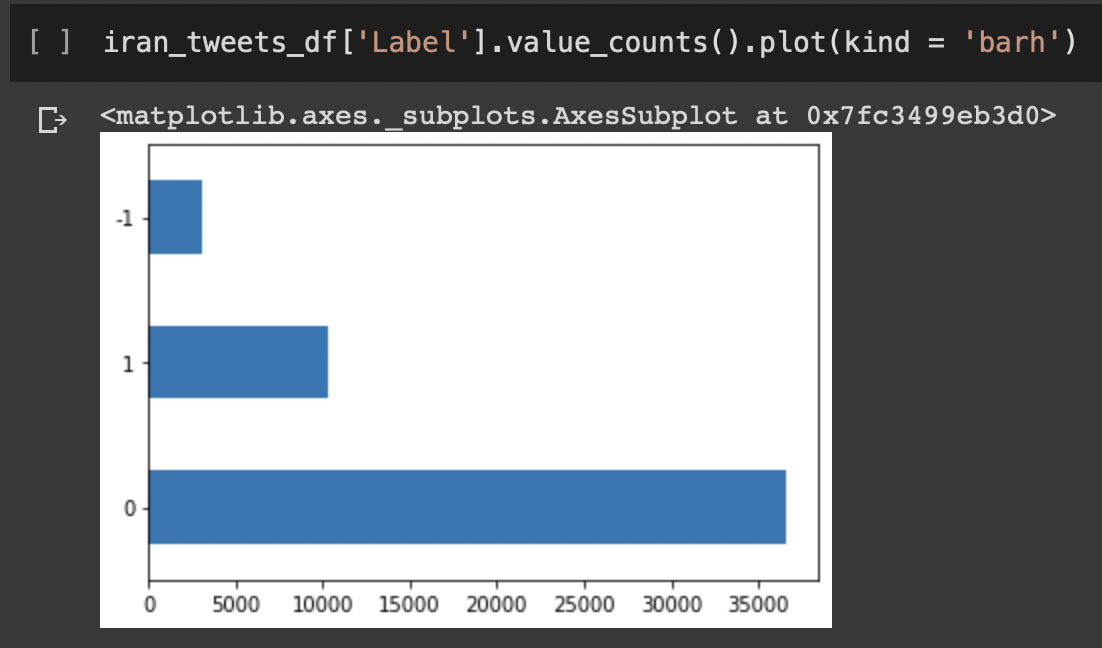 [ ] iran_tweets_df['Label'].value_counts().plot(kind = 'barh')
<matplotlib.axes._subplots.AxesSubplot at 0x7fc3499eb3d0>
-1
1
0
0 5000 10000 15000 20000 25000 30000 35000